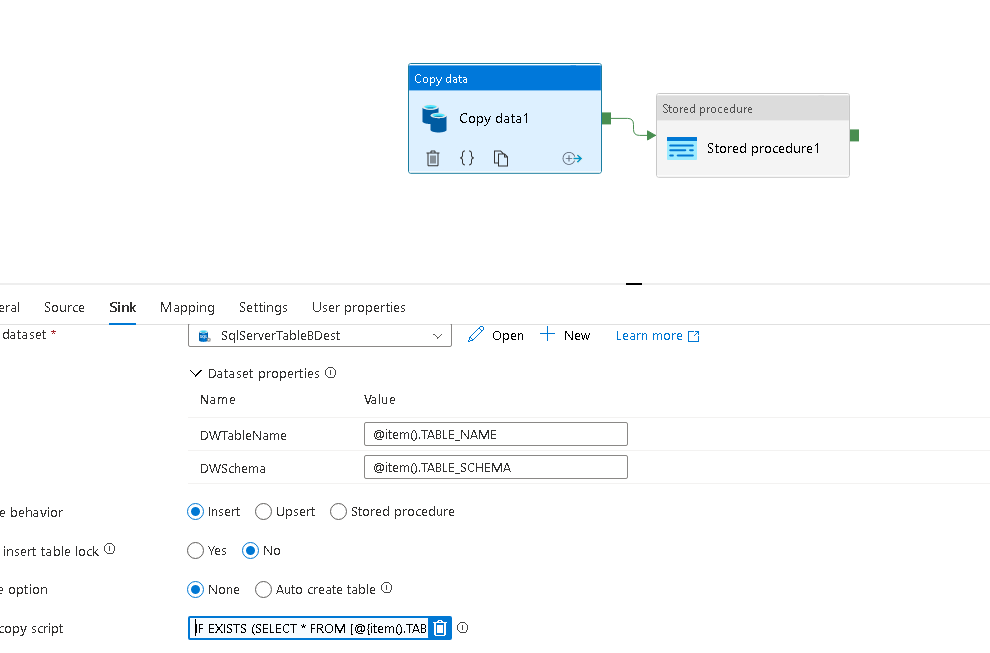 Copy data
Copy data1
Stored procedure
{}
Stored procedure1
eral Source Sink Mapping Settings User properties
dataset * SqlServerTableBDest Open New Learn more
Dataset properties
Name Value
DWTableName @item().TABLE_NAME
DWSchema @item().TABLE_SCHEMA
e behavior Insert Upsert Stored procedure
insert table lock Yes No
e option None Auto create table
copy script IF EXISTS (SELECT * FROM [@{item().TAB